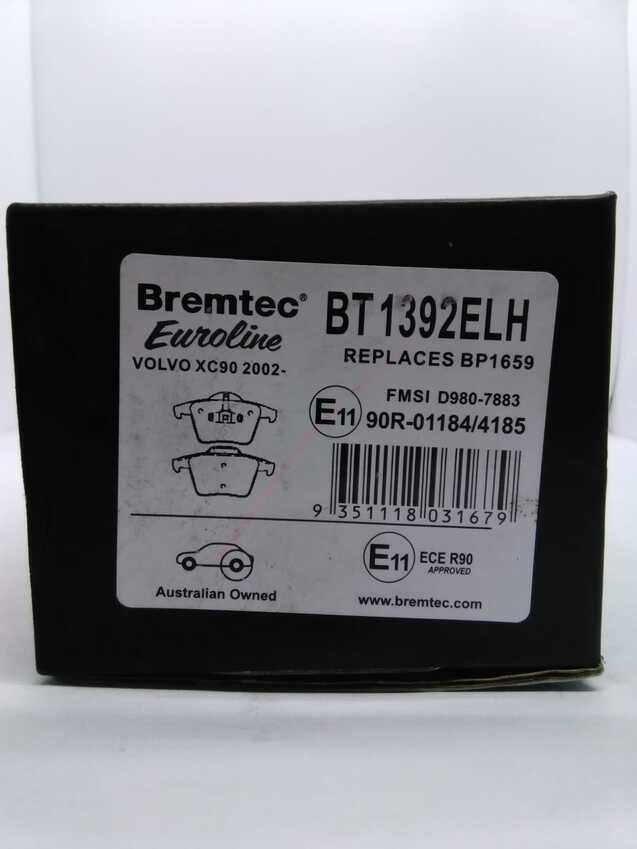 Bremtec®
Euroline
VOLVO XC90 2002-
BT1392ELH
REPLACES BP1659
FMSI D980-7883
E11 90R-01184/4185
9 351118 031679
Australian Owned
E11 ECE R90
APPROVED
www.bremtec.com